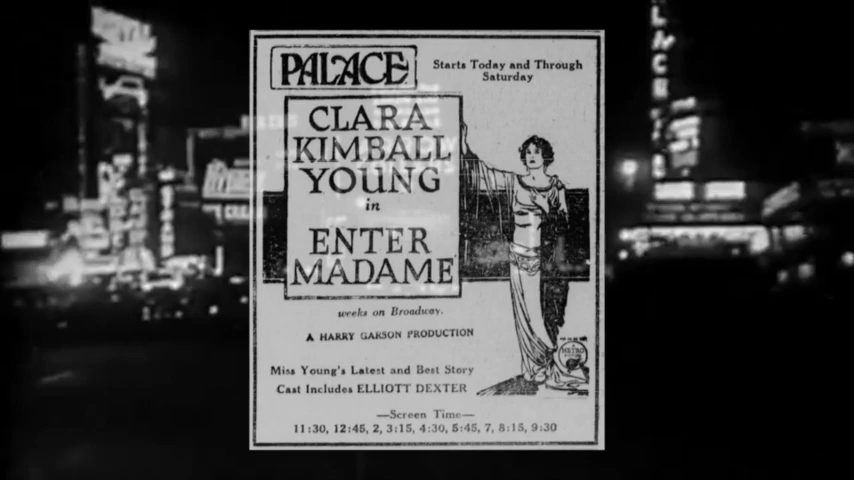 PALACE
Starts Today and Through
Saturday
CLARA
KIMBALL
YOUNG
in
ENTER
MADAME
weeks on Broadway.
A HARRY GARSON PRODUCTION
METRO
Miss Young's Latest and Best Story
Cast Includes ELLIOTT DEXTER
—Screen Time—
11:30, 12:45, 2, 3:15, 4:30, 5:45, 7, 8:15, 9:30